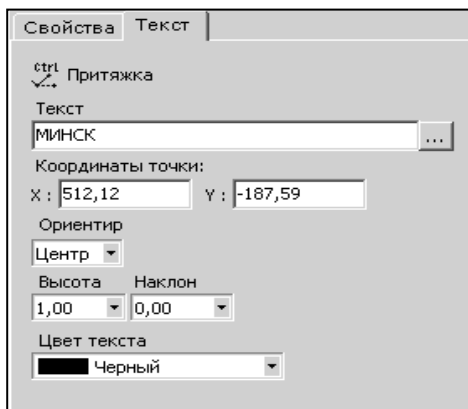 Свойства Текст
ctrl Притяжка
Текст
МИНСК ...
Координаты точки:
X : 512,12 Y : -187,59
Ориентир
Центр
Высота Наклон
1,00 0,00
Цвет текста
Черный